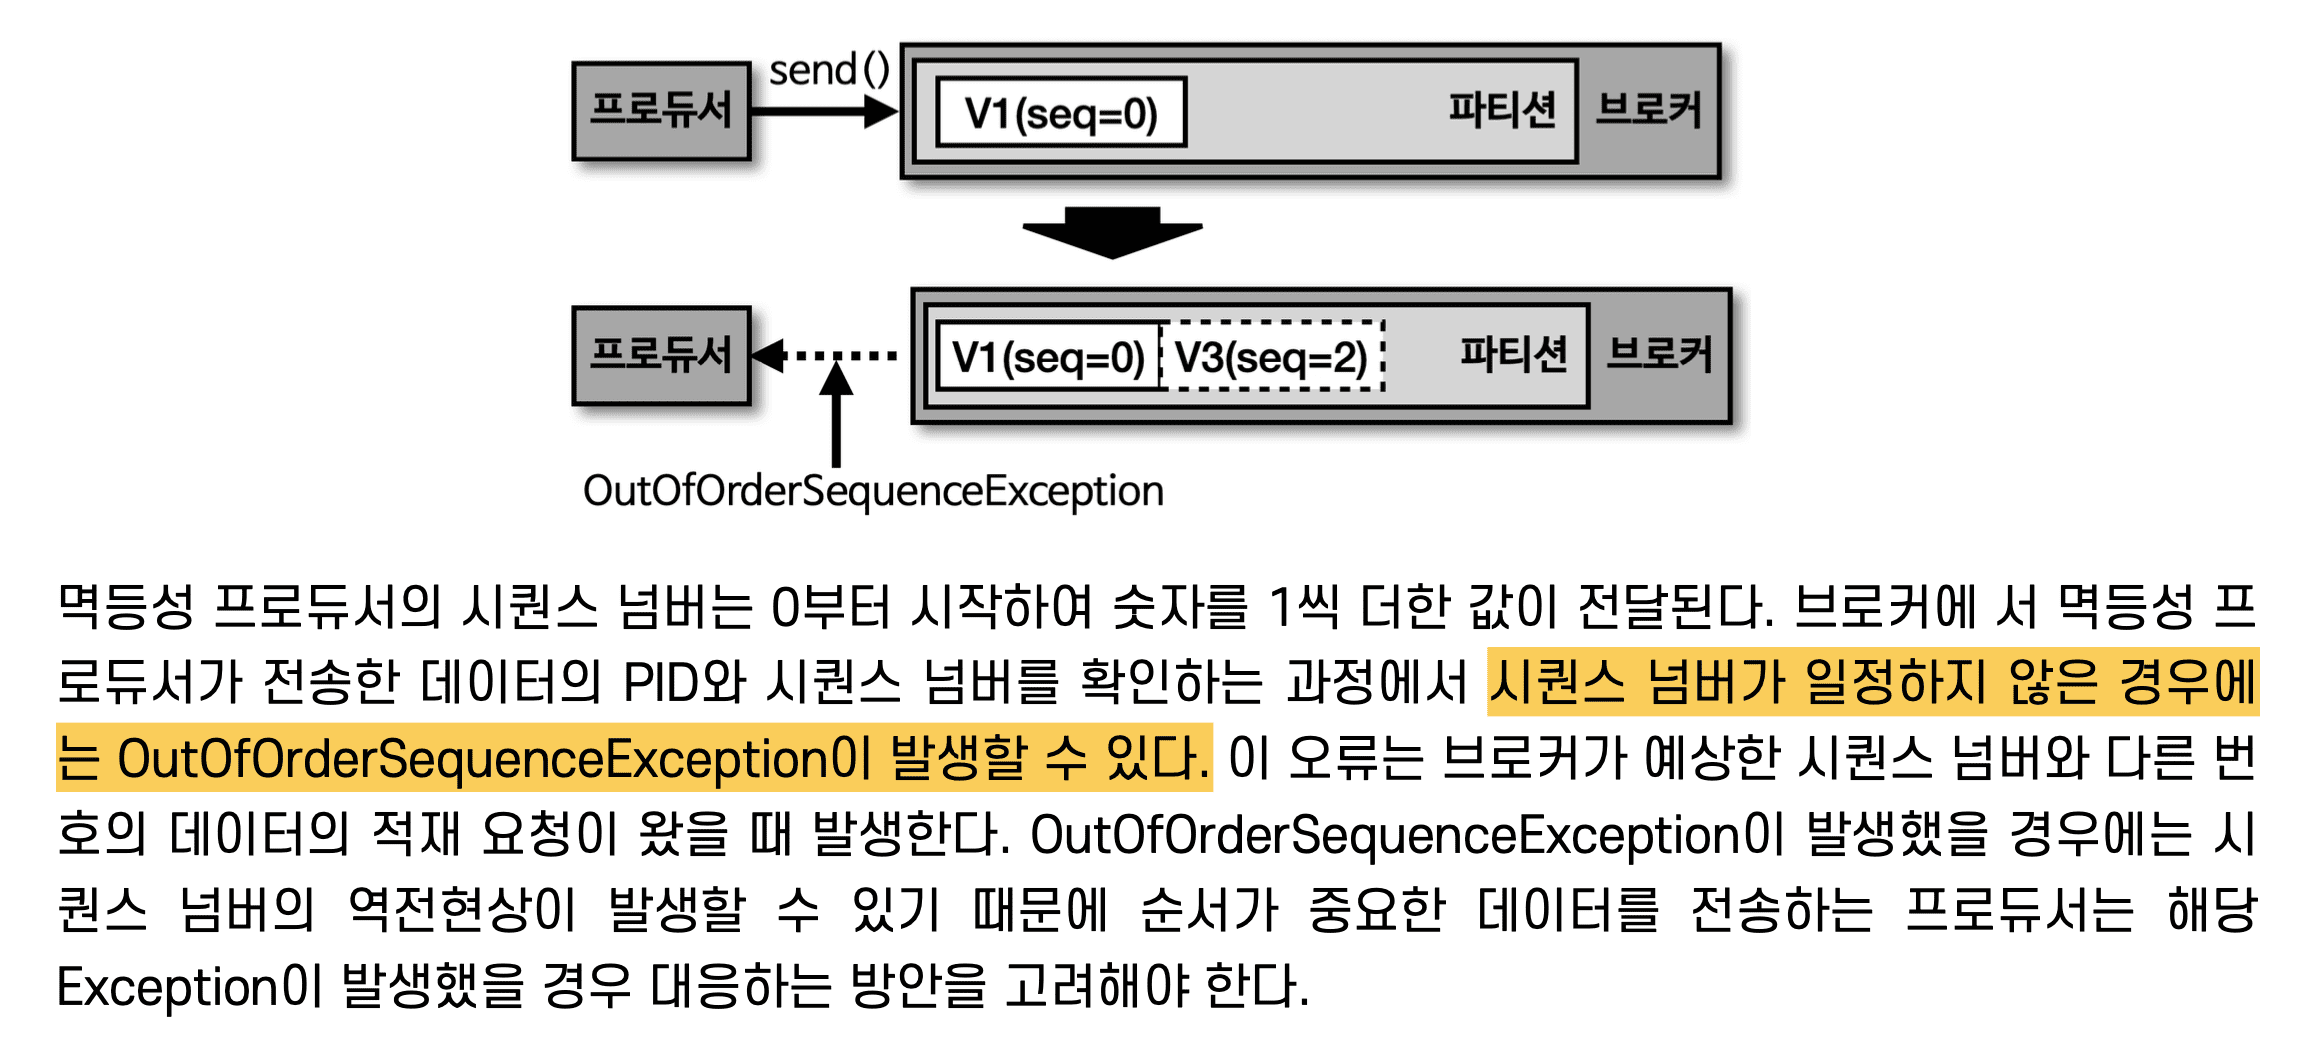 프로듀서
send()
V1(seq=0)
파티션
브로커
프로듀서
V1(seq=0)
V3(seq=2)
파티션
브로커
OutOfOrderSequenceException
멱등성 프로듀서의 시퀀스 넘버는 0부터 시작하여 숫자를 1씩 더한 값이 전달된다. 브로커에 서 멱등성 프
로듀서가 전송한 데이터의 PID와 시퀀스 넘버를 확인하는 과정에서 시퀀스 넘버가 일정하지 않은 경우에
는 OutOfOrderSequenceException이 발생할 수 있다. 이 오류는 브로커가 예상한 시퀀스 넘버와 다른 번
호의 데이터의 적재 요청이 왔을 때 발생한다. OutOfOrderSequenceException이 발생했을 경우에는 시
퀀스 넘버의 역전현상이 발생할 수 있기 때문에 순서가 중요한 데이터를 전송하는 프로듀서는 해당
Exception이 발생했을 경우 대응하는 방안을 고려해야 한다.